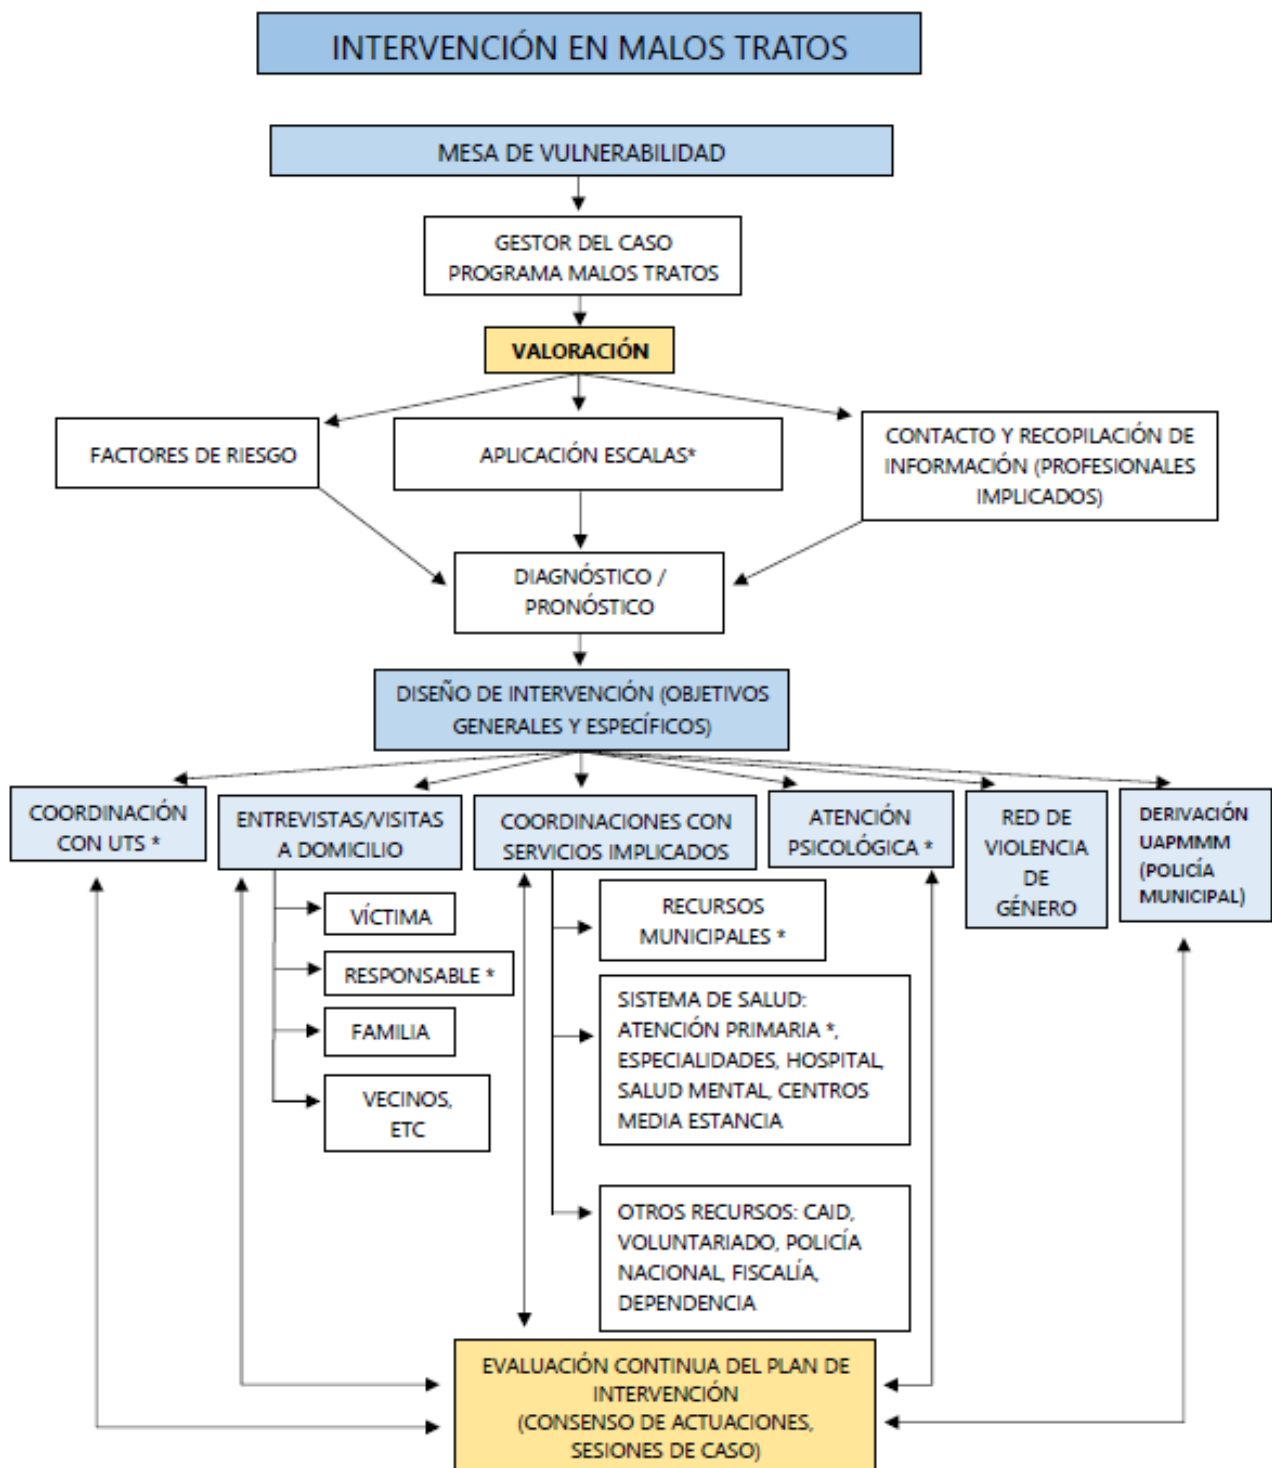 INTERVENCIÓN EN MALOS TRATOS
MESA DE VULNERABILIDAD
GESTOR DEL CASO
PROGRAMA MALOS TRATOS
VALORACIÓN
FACTORES DE RIESGO
APLICACIÓN ESCALAS*
CONTACTO Y RECOPILACIÓN DE
INFORMACIÓN (PROFESIONALES
IMPLICADOS)
DIAGNÓSTICO /
PRONÓSTICO
DISEÑO DE INTERVENCIÓN (OBJETIVOS
GENERALES Y ESPECÍFICOS)
COORDINACIÓN
CON UTS *
ENTREVISTAS/VISITAS
A DOMICILIO
COORDINACIONES CON
SERVICIOS IMPLICADOS
ATENCIÓN
PSICOLÓGICA *
RED DE
VIOLENCIA
DE
GÉNERO
DERIVACIÓN
UAPMMM
(POLICÍA
MUNICIPAL)
VÍCTIMA
RESPONSABLE *
FAMILIA
VECINOS,
ETC
RECURSOS
MUNICIPALES *
SISTEMA DE SALUD:
ATENCIÓN PRIMARIA *,
ESPECIALIDADES, HOSPITAL,
SALUD MENTAL, CENTROS
MEDIA ESTANCIA
OTROS RECURSOS: CAID,
VOLUNTARIADO, POLICÍA
NACIONAL, FISCALÍA,
DEPENDENCIA
EVALUACIÓN CONTINUA DEL PLAN DE
INTERVENCIÓN
(CONSENSO DE ACTUACIONES,
SESIONES DE CASO)